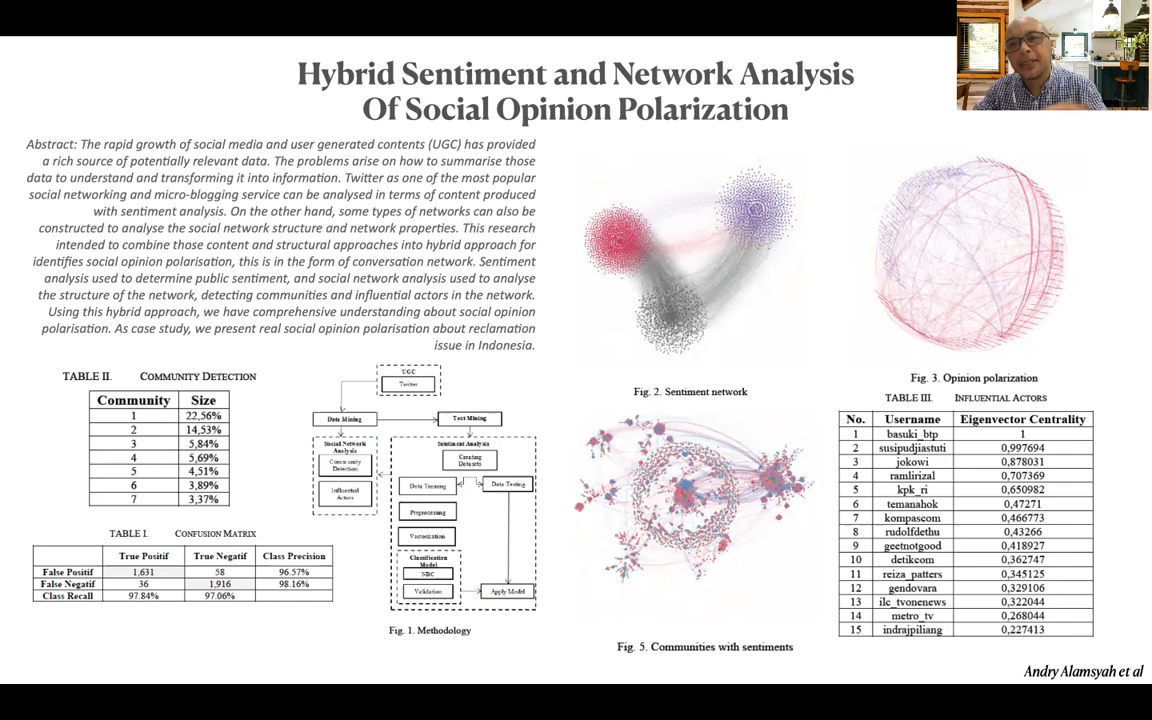 Hybrid Sentiment and Network Analysis
Of Social Opinion Polarization
Abstract: The rapid growth of social media and user generated contents (UGC) has provided
a rich source of potentially relevant data. The problems arise on how to summarise those
data to understand and transforming it into information. Twitter as one of the most popular
social networking and micro-blogging service can be analysed in terms of content produced
with sentiment analysis. On the other hand, some types of networks can also be
constructed to analyse the social network structure and network properties. This research
intended to combine those content and structural approaches into hybrid approach for
identifies social opinion polarisation, this is in the form of conversation network. Sentiment
analysis used to determine public sentiment, and social network analysis used to analyse
the structure of the network, detecting communities and influential actors in the network.
Using this hybrid approach, we have comprehensive understanding about social opinion
polarisation. As case study, we present real social opinion polarisation about reclamation
issue in Indonesia.
TABLE II. COMMUNITY DETECTION
Community Size
1 22,56%
2 14,53%
3 5,84%
4 5,69%
5 4,51%
6 3,89%
7 3,37%
TABLE I. CONFUSION MATRIX
True Positif True Negatif Class Precision
False Positif 1,631 58 96.57%
False Negatif 36 1,916 98.16%
Class Recall 97.84% 97.06%
UGC
Twitter
Data Mining
Text Mining
Social Network
Analysis
Community
Detection
Influential
Actors
Sentiment Analysis
Creating
Datasets
Data Training
Data Testing
Preprocessing
Vectorization
Classification
Model
NBC
Validation
Apply Model
Fig. 1. Methodology
Fig. 2. Sentiment network
Fig. 3. Opinion polarization
Fig. 5. Communities with sentiments
TABLE III. INFLUENTIAL ACTORS
No. Username Eigenvector Centrality
1 basuki_btp 1
2 susipudjiastuti 0,997694
3 jokowi 0,878031
4 ramlirizal 0,707369
5 kpk_ri 0,650982
6 temanahok 0,47271
7 kompascom 0,466773
8 rudolfdethu 0,43266
9 geetnotgood 0,418927
10 detikcom 0,362747
11 reiza_patters 0,345125
12 gendovara 0,329106
13 ilc_tvonenews 0,322044
14 metro_tv 0,268044
15 indrajpiliang 0,227413
Andry Alamsyah et al